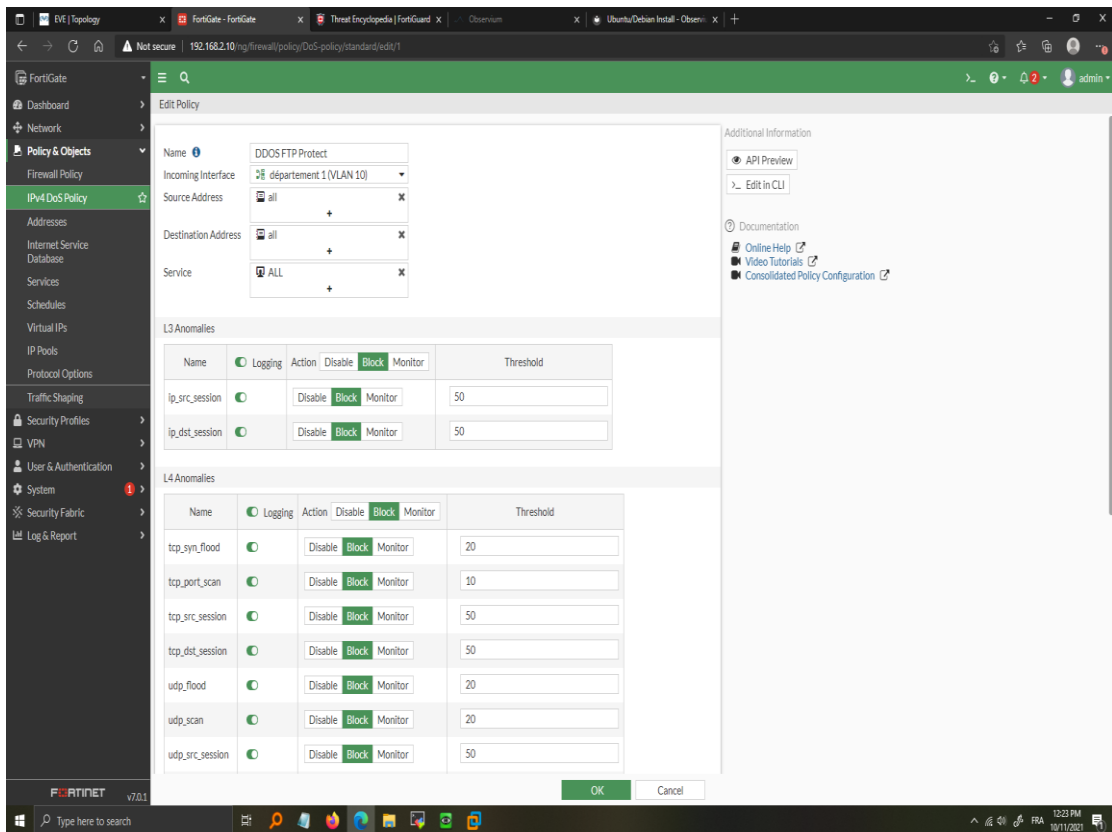 EVE | Topology
FortiGate - FortiGate
Threat Encyclopedia | FortiGuard
Observium
Ubuntu/Debian Install - Observi
Not secure | 192.168.2.10/ng/firewall/policy/DoS-policy/standard/edit/1
FortiGate
2
admin
Dashboard
Network
Policy & Objects
Firewall Policy
IPv4 DoS Policy
Addresses
Internet Service
Database
Services
Schedules
Virtual IPs
IP Pools
Protocol Options
Traffic Shaping
Security Profiles
VPN
User & Authentication
System 1
Security Fabric
Log & Report
FORTINET v7.0.1
Edit Policy
Name DDOS FTP Protect
Incoming Interface département 1 (VLAN 10)
Source Address all
+
Destination Address all
+
Service ALL
+
L3 Anomalies
Name Logging Action Disable Block Monitor Threshold
ip_src_session Disable Block Monitor 50
ip_dst_session Disable Block Monitor 50
L4 Anomalies
Name Logging Action Disable Block Monitor Threshold
tcp_syn_flood Disable Block Monitor 20
tcp_port_scan Disable Block Monitor 10
tcp_src_session Disable Block Monitor 50
tcp_dst_session Disable Block Monitor 50
udp_flood Disable Block Monitor 20
udp_scan Disable Block Monitor 20
udp_src_session Disable Block Monitor 50
OK Cancel
Additional Information
API Preview
>_ Edit in CLI
Documentation
Online Help
Video Tutorials
Consolidated Policy Configuration
Type here to search
FRA
12:23 PM
10/11/2021